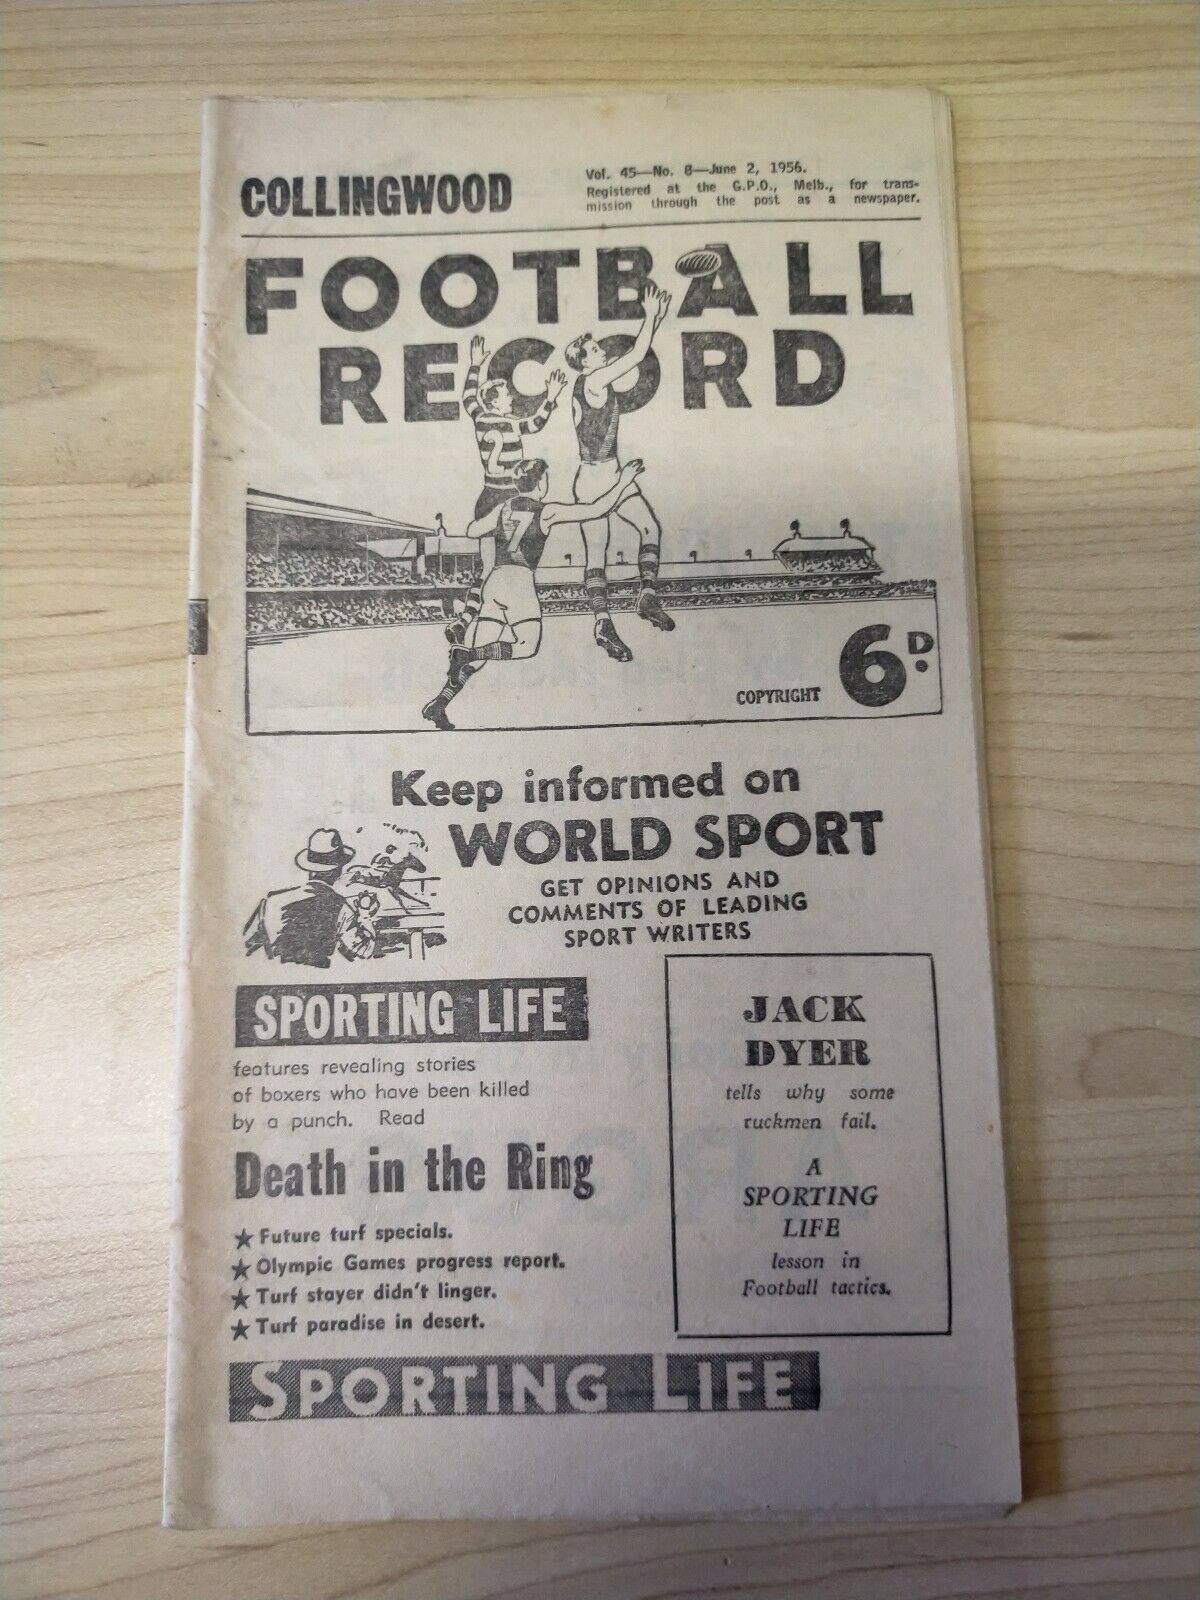 COLLINGWOOD
Vol. 45—No. 8—June 2, 1956.
Registered at the G.P.O., Melb., for trans-
mission through the post as a newspaper.
FOOTBALL
RECORD
2
7
COPYRIGHT
6D.
Keep informed on
WORLD SPORT
GET OPINIONS AND
COMMENTS OF LEADING
SPORT WRITERS
SPORTING LIFE
features revealing stories
of boxers who have been killed
by a punch. Read
Death in the Ring
★ Future turf specials.
★ Olympic Games progress report.
★ Turf stayer didn't linger.
★ Turf paradise in desert.
JACK
DYER
tells why some
ruckmen fail.
A
SPORTING
LIFE
lesson in
Football tactics.
SPORTING LIFE